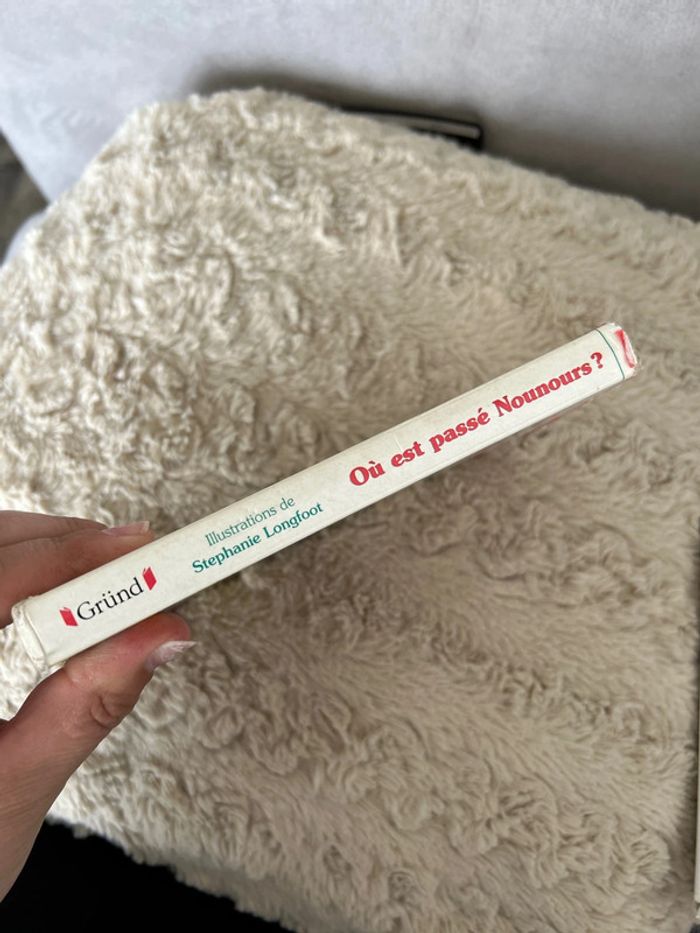 Gründ
Illustrations de
Stephanie Longfoot
Où est passé Nounours ?